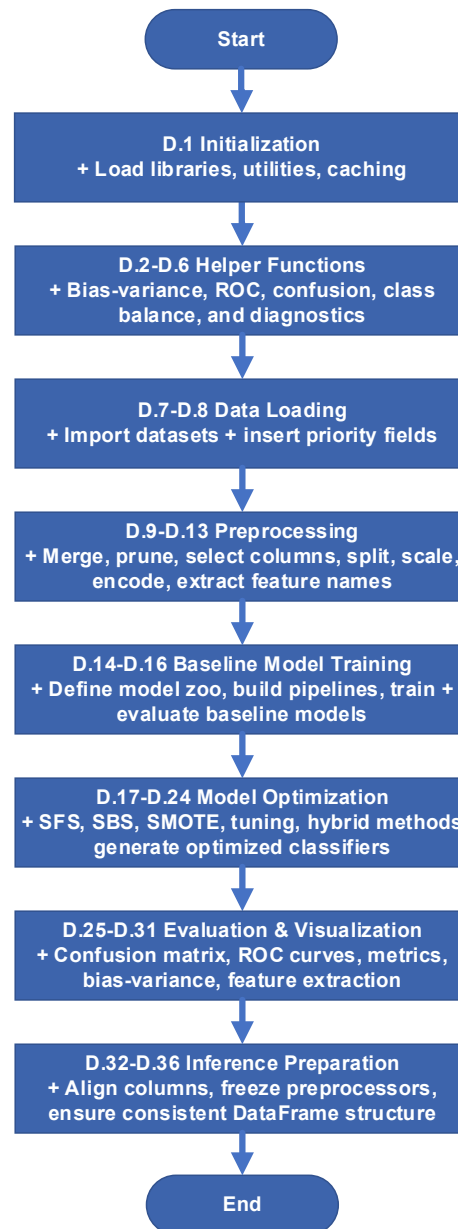 Start
D.1 Initialization
+ Load libraries, utilities, caching
D.2-D.6 Helper Functions
+ Bias-variance, ROC, confusion, class
balance, and diagnostics
D.7-D.8 Data Loading
+ Import datasets + insert priority fields
D.9-D.13 Preprocessing
+ Merge, prune, select columns, split, scale,
encode, extract feature names
D.14-D.16 Baseline Model Training
+ Define model zoo, build pipelines, train +
evaluate baseline models
D.17-D.24 Model Optimization
+ SFS, SBS, SMOTE, tuning, hybrid methods
generate optimized classifiers
D.25-D.31 Evaluation & Visualization
+ Confusion matrix, ROC curves, metrics,
bias-variance, feature extraction
D.32-D.36 Inference Preparation
+ Align columns, freeze preprocessors,
ensure consistent DataFrame structure
End